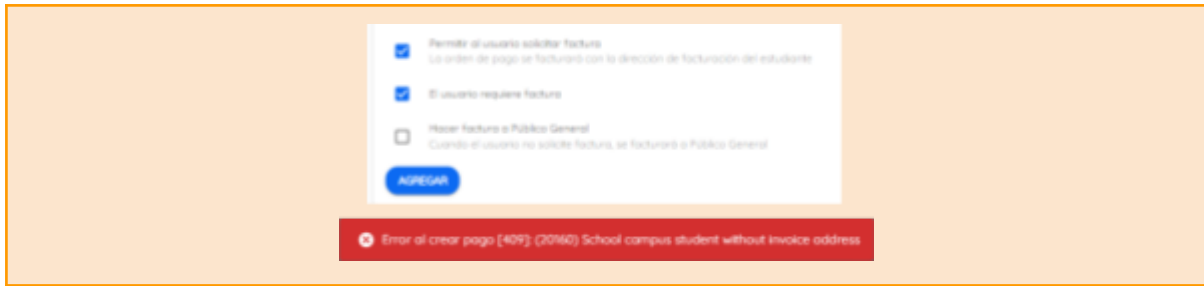 Permitir al usuario solicitar factura
La orden de pago se facturará con la dirección de facturación del estudiante
El usuario requiere factura
Hacer factura a Público General
Cuando el usuario no solicite factura, se facturará a Público General
AGREGAR
Error al crear pago [409]: (20160) School campus student without invoice address